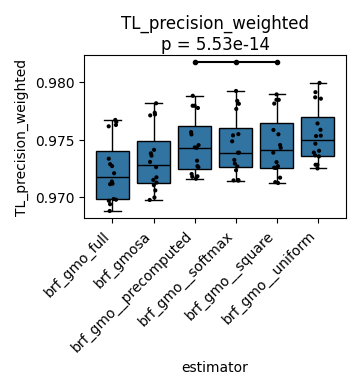 TL_precision_weighted
p = 5.53e-14
TL_precision_weighted
0.980
0.975
0.970
brf_gmo_full
brf_gmosa
brf_gmo__precomputed
brf_gmo__softmax
brf_gmo__square
brf_gmo__uniform
estimator